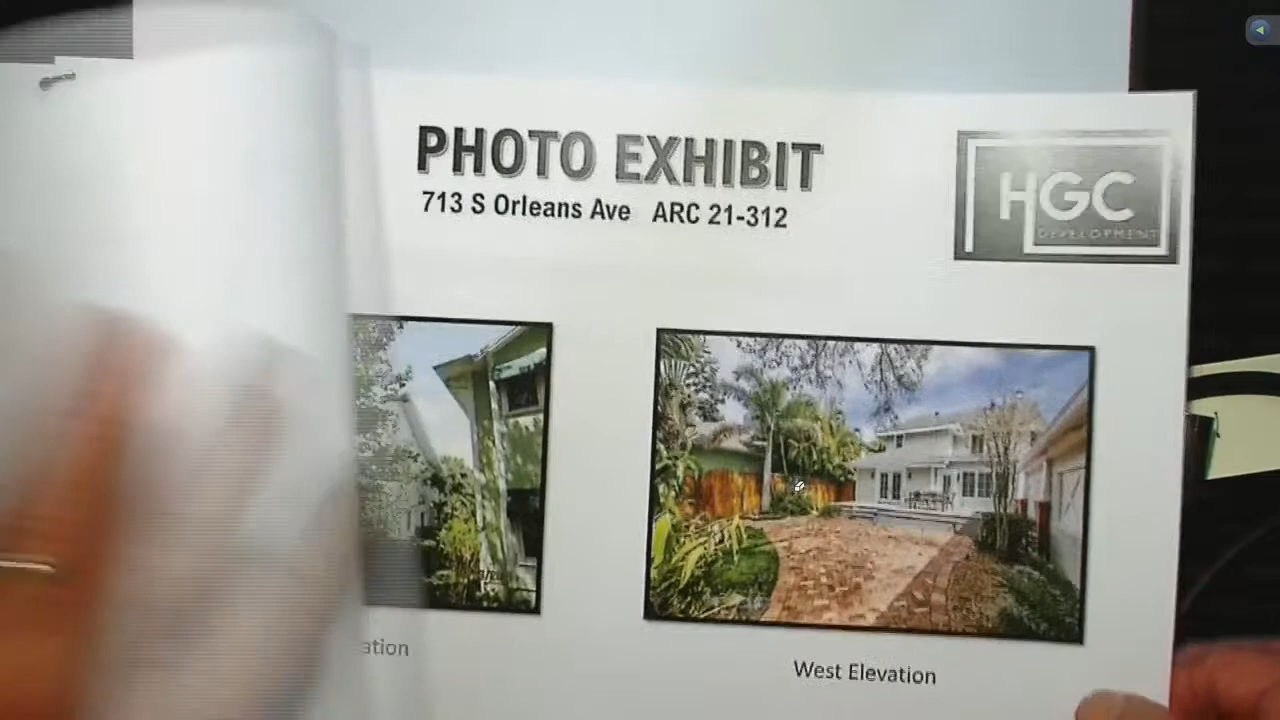 PHOTO EXHIBIT
713 S Orleans Ave ARC 21-312
HGC
DEVELOPMENT
ation
West Elevation